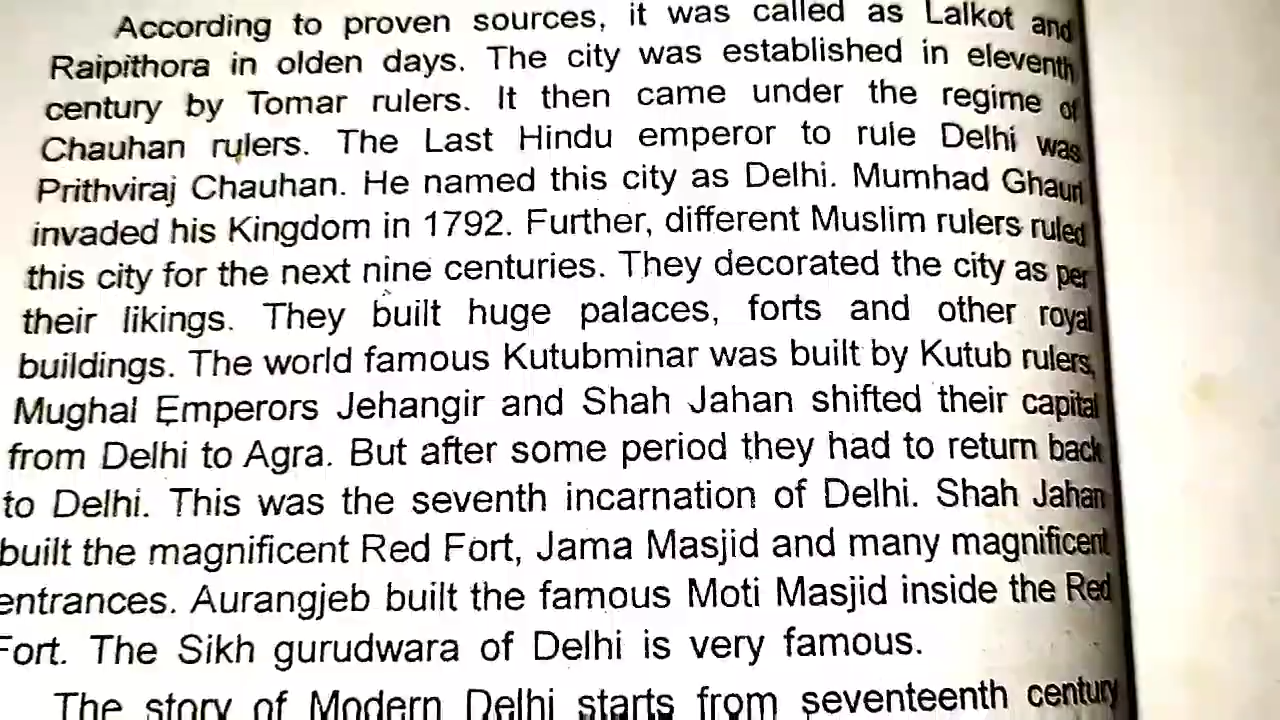 According to proven sources, it was called as Lalkot and
Raipithora in olden days. The city was established in eleventh
century by Tomar rulers. It then came under the regime of
Chauhan rulers. The Last Hindu emperor to rule Delhi was
Prithviraj Chauhan. He named this city as Delhi. Mumhad Ghauri
invaded his Kingdom in 1792. Further, different Muslim rulers ruled
this city for the next nine centuries. They decorated the city as per
their likings. They built huge palaces, forts and other royal
buildings. The world famous Kutubminar was built by Kutub rulers,
Mughal Emperors Jehangir and Shah Jahan shifted their capital
from Delhi to Agra. But after some period they had to return back
to Delhi. This was the seventh incarnation of Delhi. Shah Jahan
built the magnificent Red Fort, Jama Masjid and many magnificent
entrances. Aurangjeb built the famous Moti Masjid inside the Red
Fort. The Sikh gurudwara of Delhi is very famous.
The story of Modern Delhi starts from seventeenth century